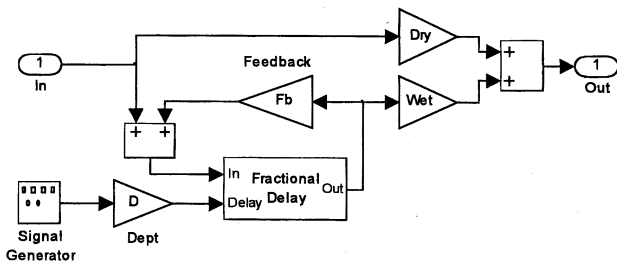 Dry
1
In
Feedback
+
+
1
Out
Fb
Wet
+ +
In
Fractional
Delay
Out
Delay
D
Signal
Generator
Dept